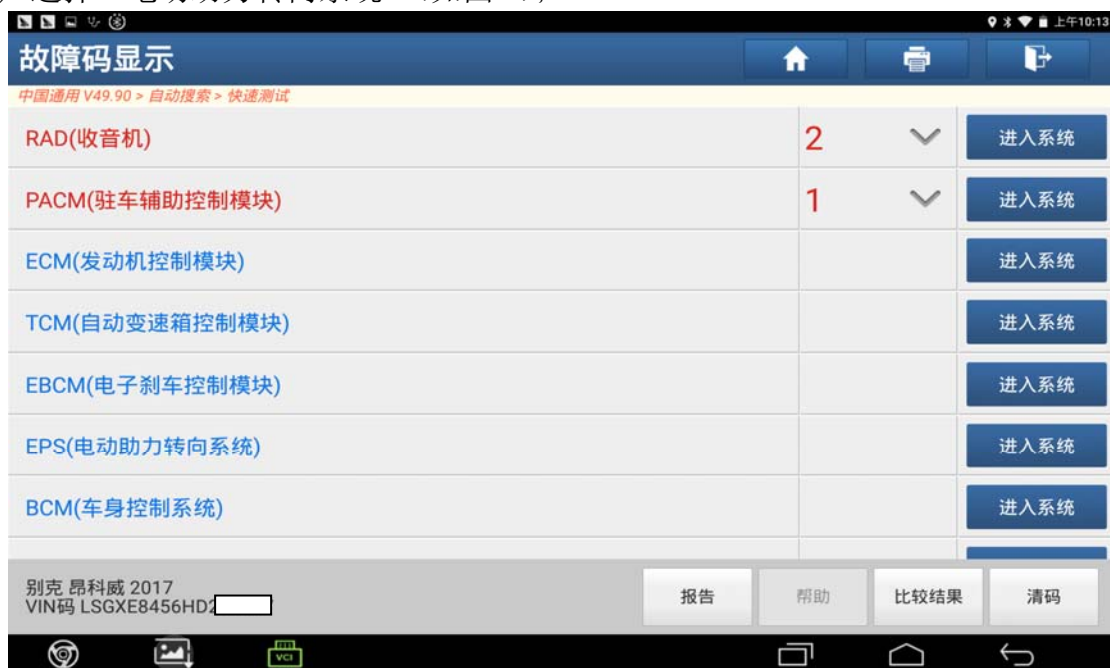 上午10:13
故障码显示
中国通用 V49.90 > 自动搜索 > 快速测试
RAD(收音机) 2 进入系统
PACM(驻车辅助控制模块) 1 进入系统
ECM(发动机控制模块) 进入系统
TCM(自动变速箱控制模块) 进入系统
EBCM(电子刹车控制模块) 进入系统
EPS(电动助力转向系统) 进入系统
BCM(车身控制系统) 进入系统
别克 昂科威 2017
VIN码 LSGXE8456HD2
报告 帮助 比较结果 清码
VCI